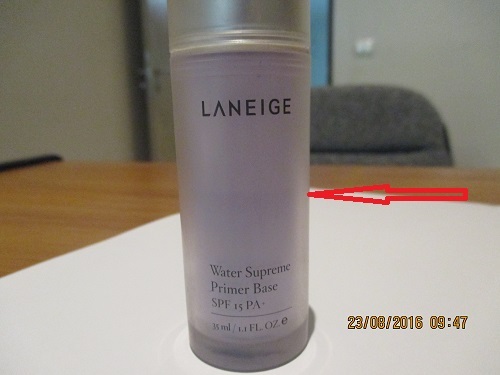 LANEIGE
Water Supreme
Primer Base
SPF 15 PA+
35 ml / 1.1 FL. OZ. ℮
23/08/2016 09:47